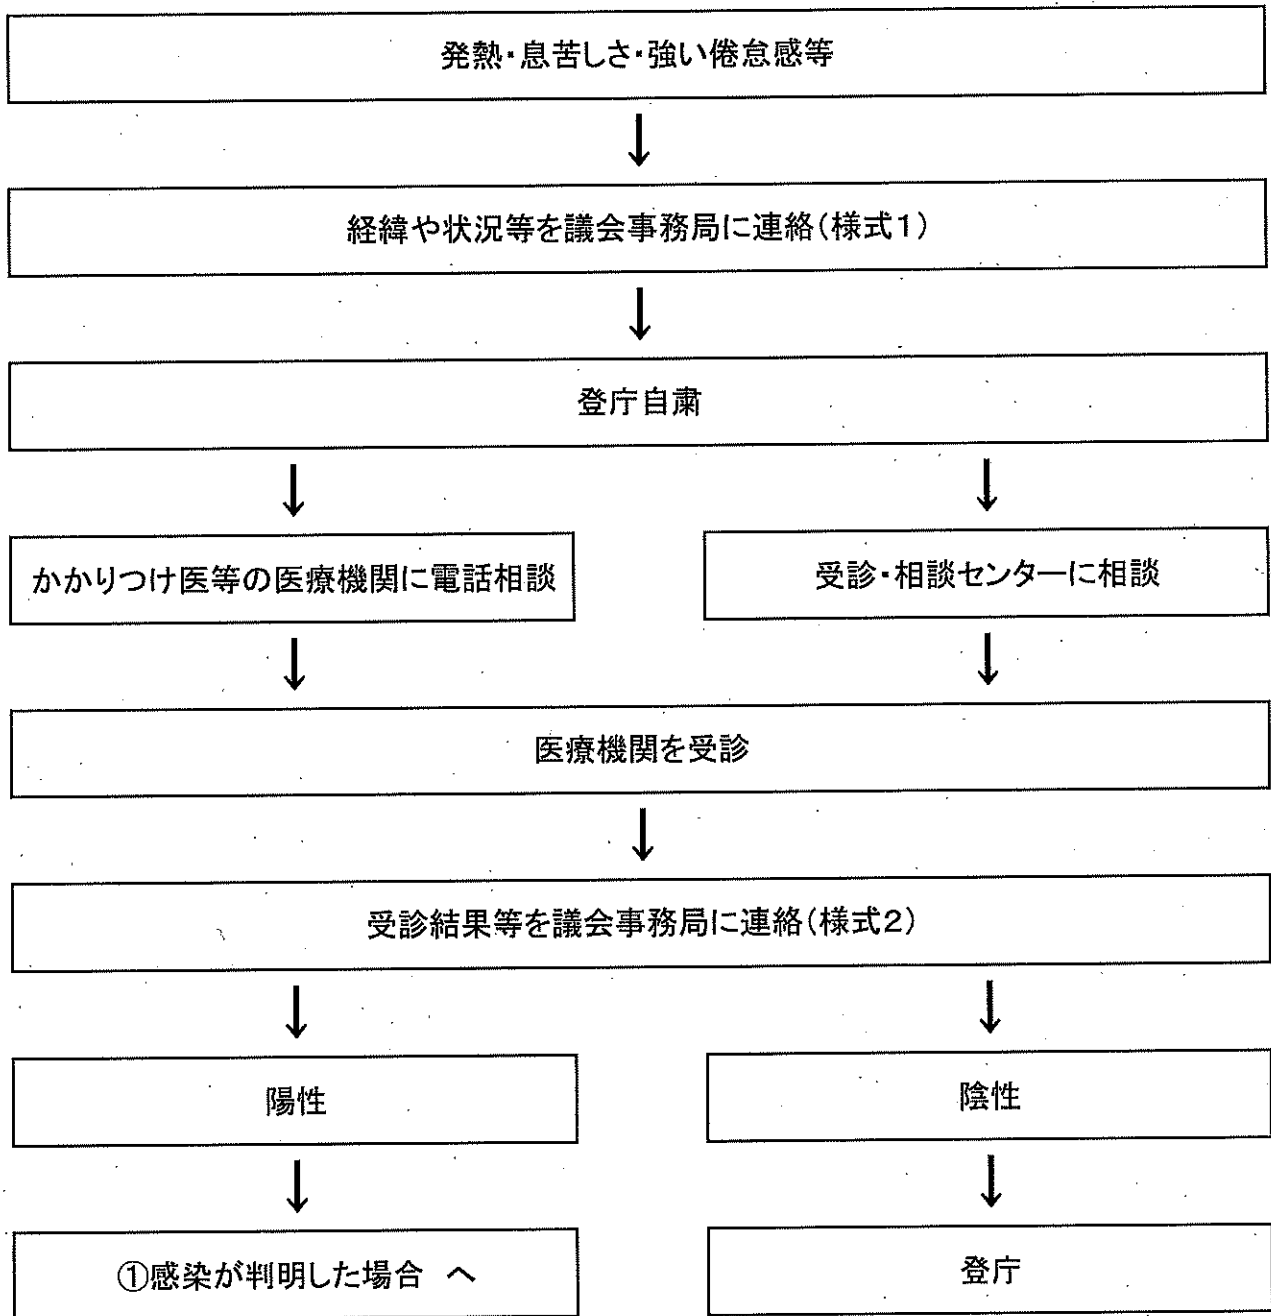 発熱・息苦しさ・強い倦怠感等
↓
経緯や状況等を議会事務局に連絡(様式1)
↓
登庁自粛
↓ ↓
かかりつけ医等の医療機関に電話相談
受診・相談センターに相談
↓ ↓
医療機関を受診
↓
受診結果等を議会事務局に連絡(様式2)
↓ ↓
陽性
陰性
↓ ↓
①感染が判明した場合 へ
登庁